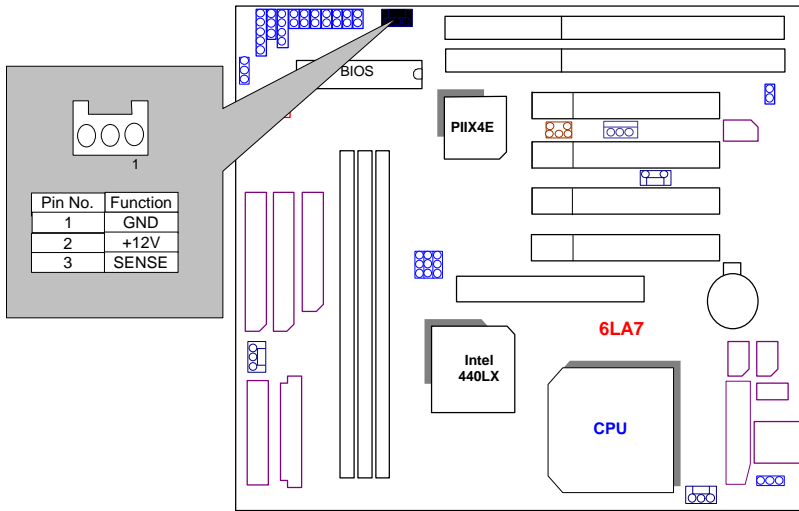 BIOS
PIIX4E
1
Pin No. Function
1 GND
2 +12V
3 SENSE
6LA7
Intel
440LX
CPU